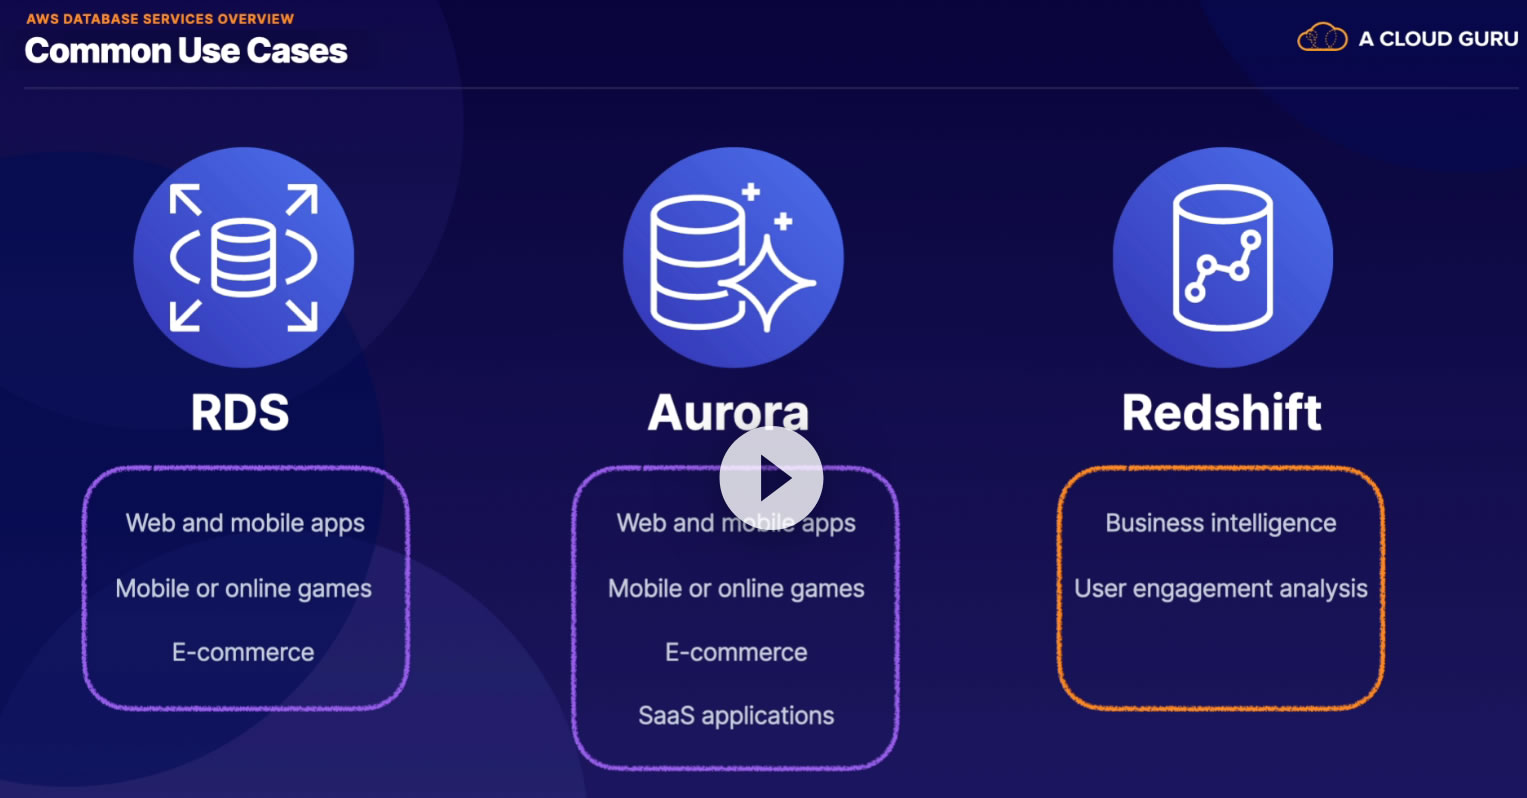 AWS DATABASE SERVICES OVERVIEW
Common Use Cases
A CLOUD GURU
RDS
Web and mobile apps
Mobile or online games
E-commerce
Aurora
Web and mobile apps
Mobile or online games
E-commerce
SaaS applications
Redshift
Business intelligence
User engagement analysis